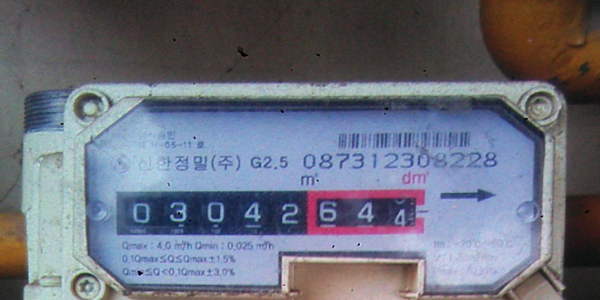 신한정밀(주) G2.5 087312308228
m³ dm³
0 3 0 4 2 6 4 4
Qmax : 4,0 m³/h Qmin : 0,025 m³/h
0,1Qmax≤Q≤Qmax±1,5%
Qmin≤Q<0,1Qmax±3,0%